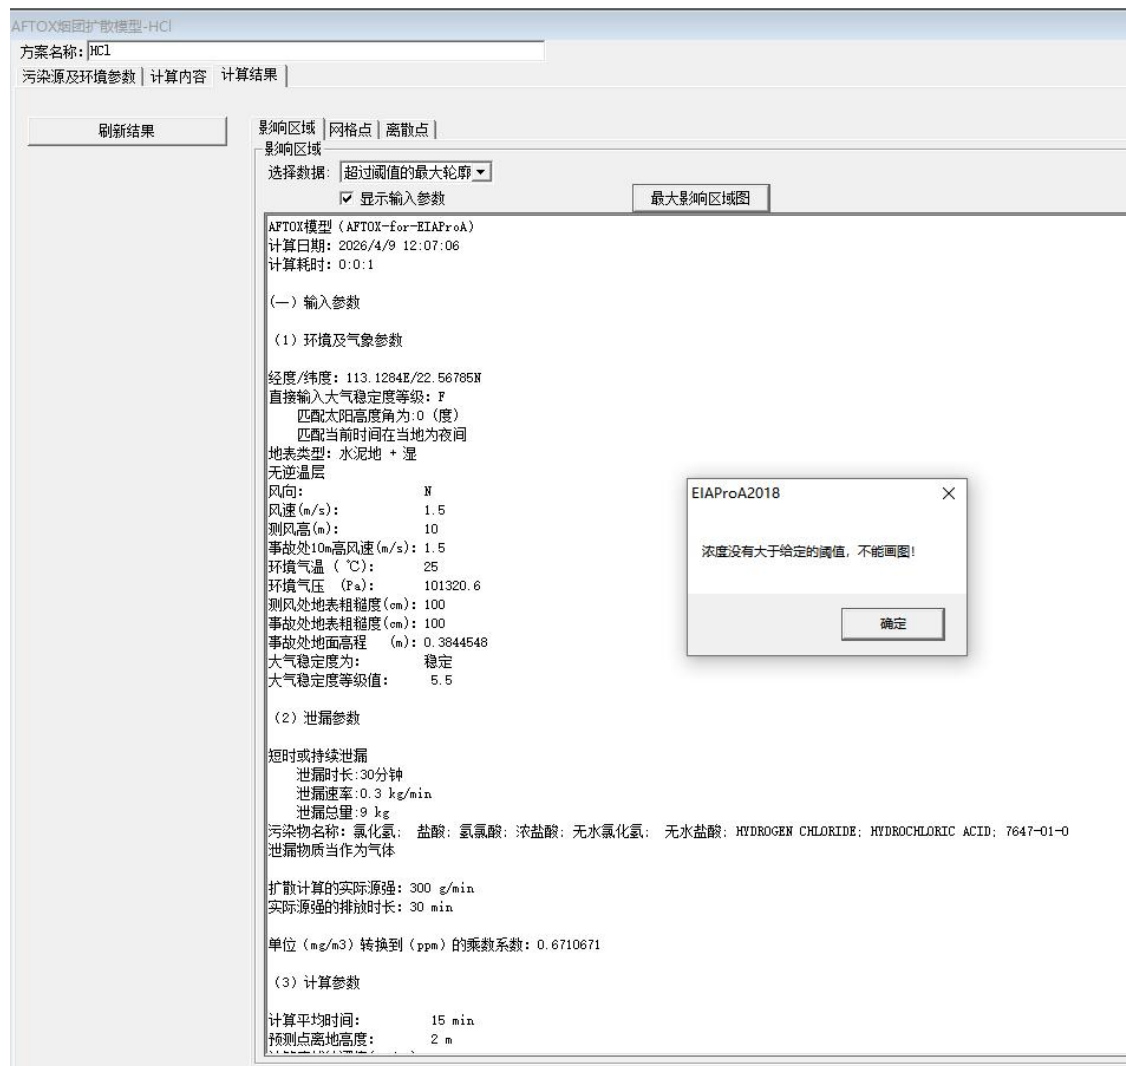 AFTOX烟团扩散模型-HCl
方案名称: HCl
污染源及环境参数 计算内容 计算结果
刷新结果
影响区域 网格点 离散点
影响区域
选择数据: 超过阈值的最大轮廓
显示输入参数 最大影响区域图
AFTOX模型（AFTOX-for-EIAProA）
计算日期: 2026/4/9 12:07:06
计算耗时: 0:0:1
(一) 输入参数
(1) 环境及气象参数
经度/纬度: 113.1284E/22.56785N
直接输入大气稳定度等级: F
匹配太阳高度角为:0 (度)
匹配当前时间在当地为夜间
地表类型: 水泥地 + 湿
无逆温层
风向: N
风速(m/s): 1.5
测风高(m): 10
事故处10m高风速(m/s): 1.5
环境气温 (℃): 25
环境气压 (Pa): 101320.6
测风处地表粗糙度(cm): 100
事故处地表粗糙度(cm): 100
事故处地面高程 (m): 0.3844548
大气稳定度为: 稳定
大气稳定度等级值: 5.5
EIAProA2018
浓度没有大于给定的阈值，不能画图!
确定
(2) 泄漏参数
短时或持续泄漏
泄漏时长:30分钟
泄漏速率:0.3 kg/min
泄漏总量:9 kg
污染物名称: 氯化氢; 盐酸; 氢氯酸; 浓盐酸; 无水氯化氢; 无水盐酸; HYDROGEN CHLORIDE; HYDROCHLORIC ACID; 7647-01-0
泄漏物质当作为气体
扩散计算的实际源强: 300 g/min
实际源强的排放时长: 30 min
单位 (mg/m3) 转换到 (ppm) 的乘数系数: 0.6710671
(3) 计算参数
计算平均时间: 15 min
预测点离地高度: 2 m